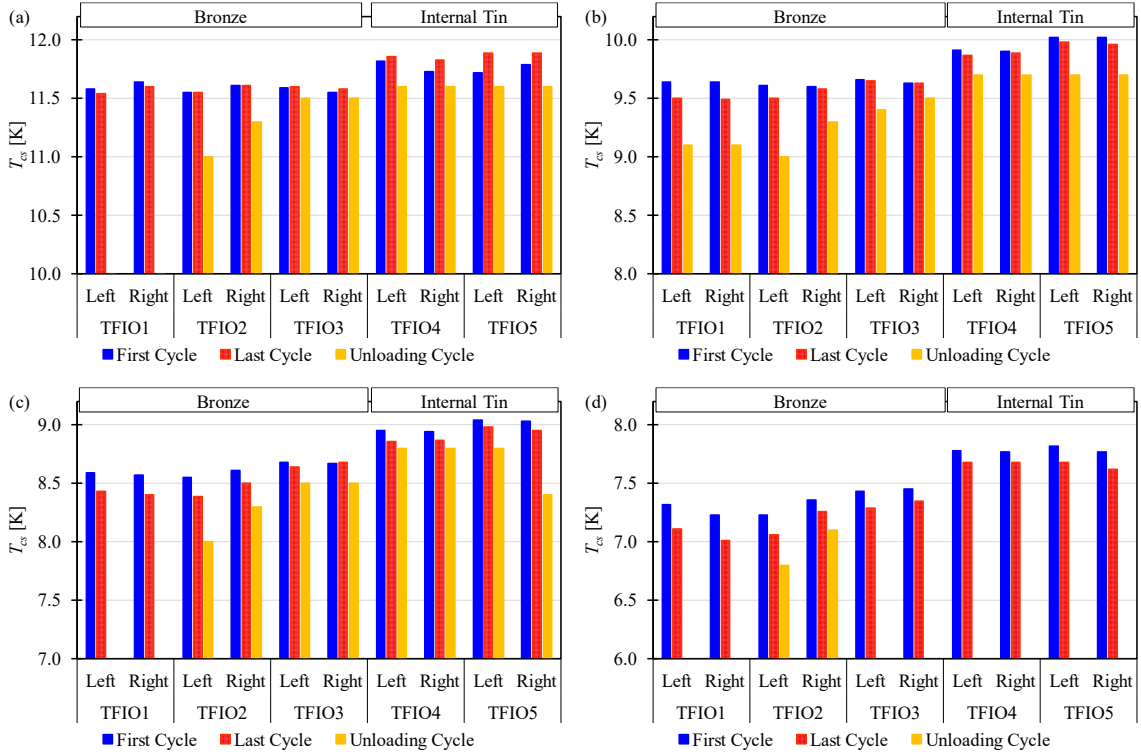 (a) Bronze Internal Tin
12.0
11.5
11.0
10.5
10.0
T_cs [K]
Left Right Left Right Left Right Left Right Left Right
TFIO1 TFIO2 TFIO3 TFIO4 TFIO5
First Cycle Last Cycle Unloading Cycle
(b) Bronze Internal Tin
10.0
9.5
9.0
8.5
8.0
T_cs [K]
Left Right Left Right Left Right Left Right Left Right
TFIO1 TFIO2 TFIO3 TFIO4 TFIO5
First Cycle Last Cycle Unloading Cycle
(c) Bronze Internal Tin
9.0
8.5
8.0
7.5
7.0
T_cs [K]
Left Right Left Right Left Right Left Right Left Right
TFIO1 TFIO2 TFIO3 TFIO4 TFIO5
First Cycle Last Cycle Unloading Cycle
(d) Bronze Internal Tin
8.0
7.5
7.0
6.5
6.0
T_cs [K]
Left Right Left Right Left Right Left Right Left Right
TFIO1 TFIO2 TFIO3 TFIO4 TFIO5
First Cycle Last Cycle Unloading Cycle